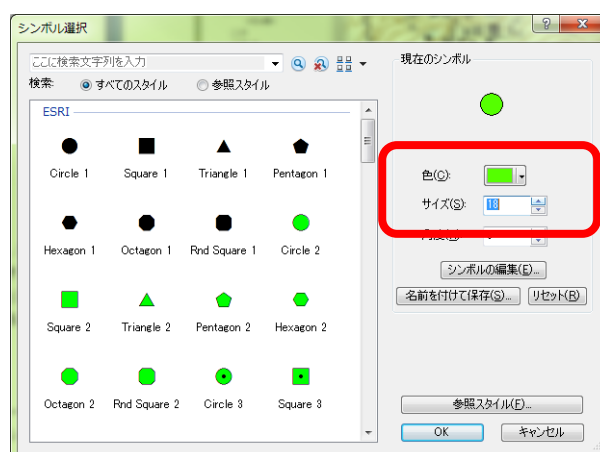 シンボル選択
ここに検索文字列を入力
検索: すべてのスタイル 参照スタイル
ESRI
Circle 1 Square 1 Triangle 1 Pentagon 1
Hexagon 1 Octagon 1 Rnd Square 1 Circle 2
Square 2 Triangle 2 Pentagon 2 Hexagon 2
Octagon 2 Rnd Square 2 Circle 3 Square 3
現在のシンボル
色(C):
サイズ(S): 18
シンボルの編集(E)...
名前を付けて保存(S)... リセット(R)
参照スタイル(F)...
OK キャンセル